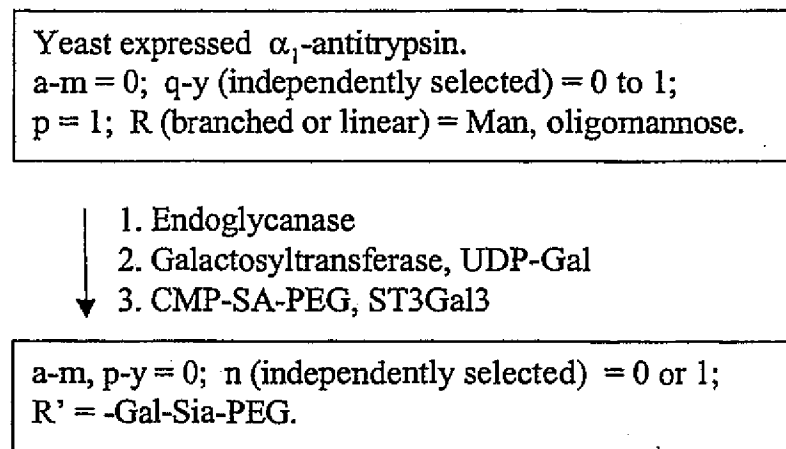 Yeast expressed α₁-antitrypsin.
a-m = 0; q-y (independently selected) = 0 to 1;
p = 1; R (branched or linear) = Man, oligomannose.
1. Endoglycanase
2. Galactosyltransferase, UDP-Gal
3. CMP-SA-PEG, ST3Gal3
a-m, p-y = 0; n (independently selected) = 0 or 1;
R’ = -Gal-Sia-PEG.